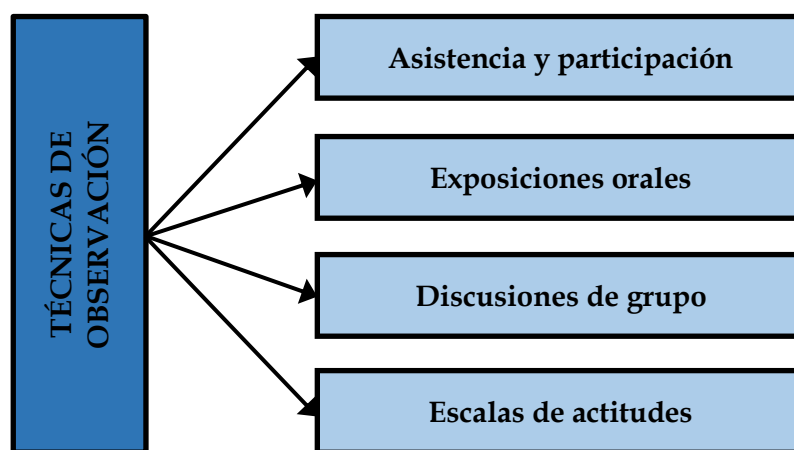 TÉCNICAS DE
OBSERVACIÓN
Asistencia y participación
Exposiciones orales
Discusiones de grupo
Escalas de actitudes